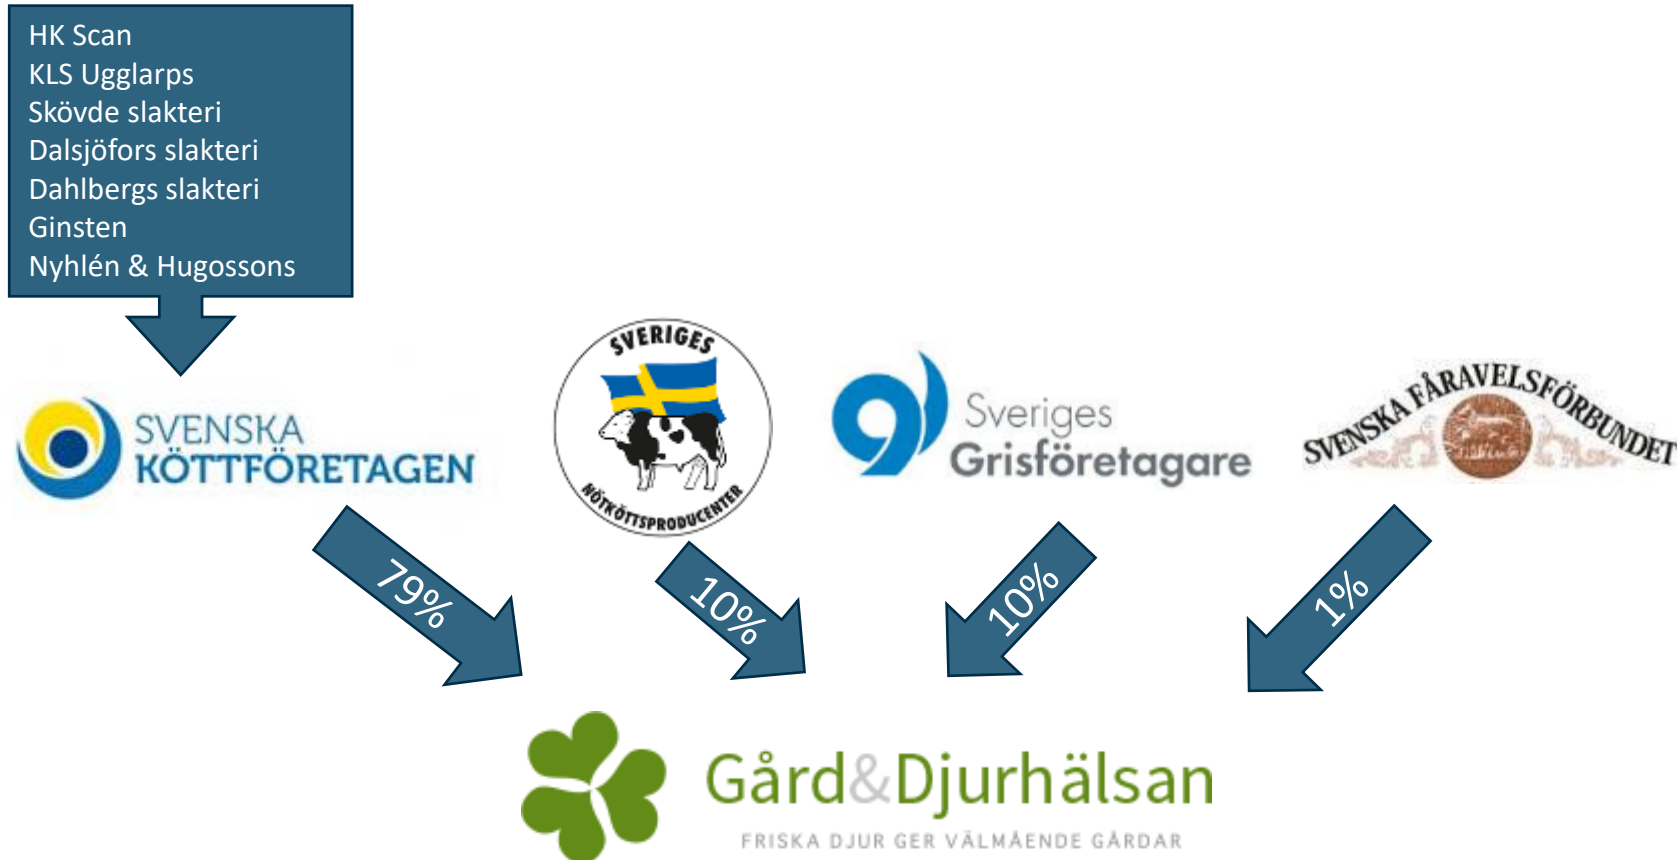 HK Scan
KLS Ugglarps
Skövde slakteri
Dalsjöfors slakteri
Dahlbergs slakteri
Ginsten
Nyhlén & Hugossons
SVENSKA
KÖTTFÖRETAGEN
SVERIGES
NÖTKÖTTSPRODUCENTER
Sveriges
Grisföretagare
SVENSKA FÅRAVELSFÖRBUNDET
79%
10%
10%
1%
Gård&Djurhälsan
FRISKA DJUR GER VÄLMÅENDE GÅRDAR